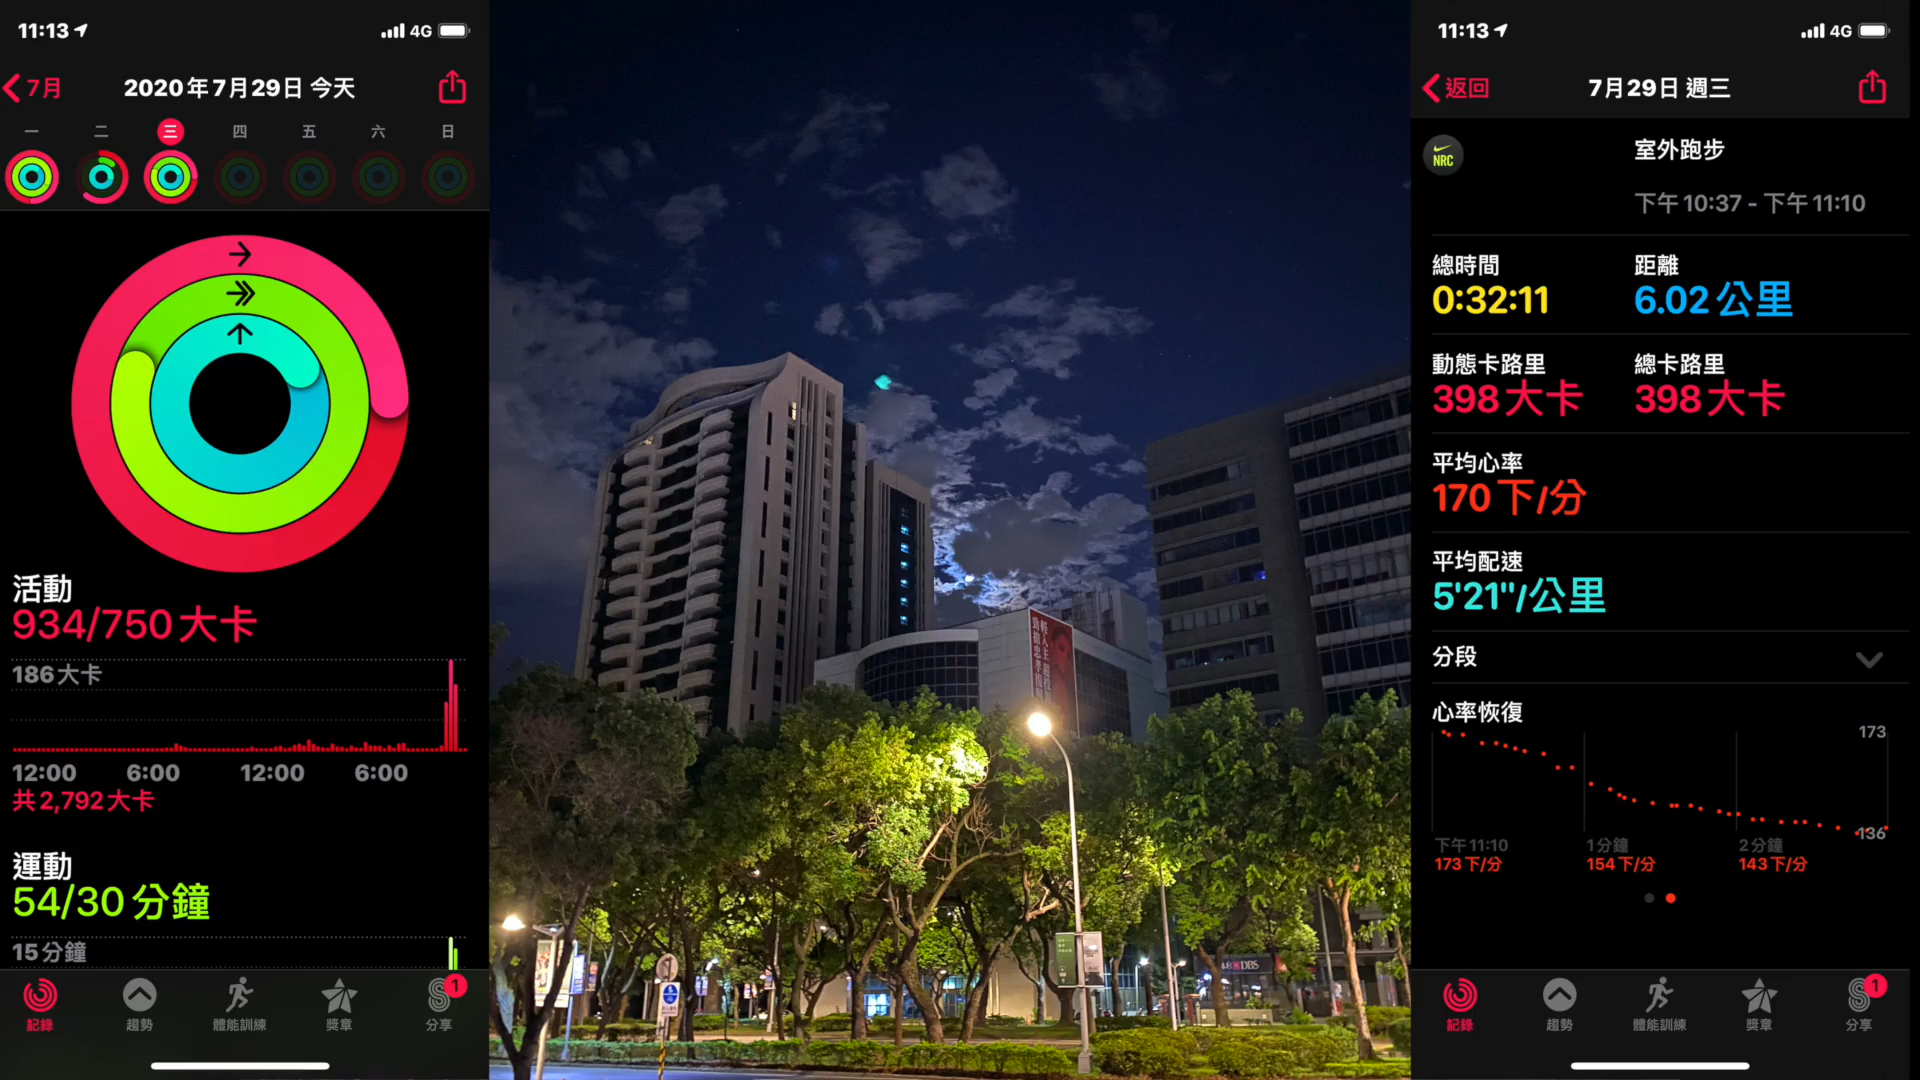 11:13
4G
7月
2020年7月29日 今天
一 二 三 四 五 六 日
活動
934/750大卡
186大卡
12:00 6:00 12:00 6:00
共2,792大卡
運動
54/30分鐘
15分鐘
記錄 趨勢 體能訓練 獎章 分享
1
DBS
11:13
4G
返回
7月29日 週三
NRC
室外跑步
下午10:37 - 下午11:10
總時間
0:32:11
距離
6.02公里
動態卡路里
398大卡
總卡路里
398大卡
平均心率
170下/分
平均配速
5'21"/公里
分段
心率恢復
173
136
下午11:10 1分鐘 2分鐘
173下/分 154下/分 143下/分
記錄 趨勢 體能訓練 獎章 分享
1